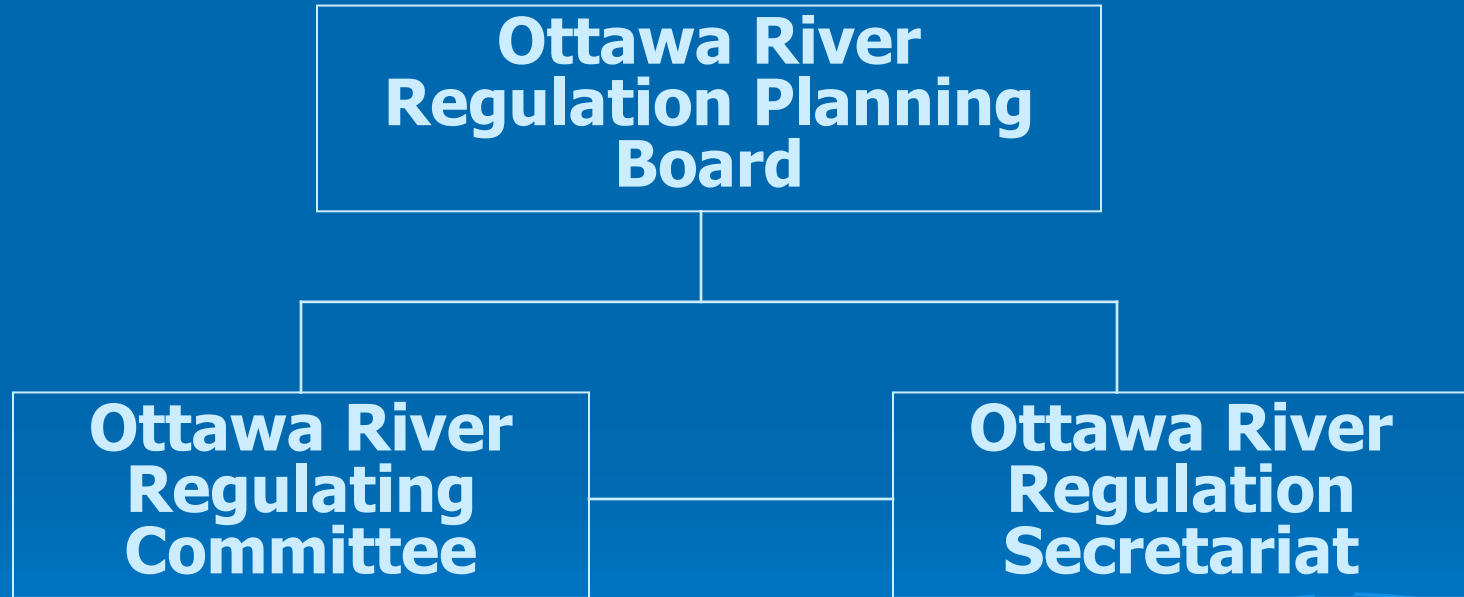 Ottawa River
Regulation Planning
Board
Ottawa River
Regulating
Committee
Ottawa River
Regulation
Secretariat